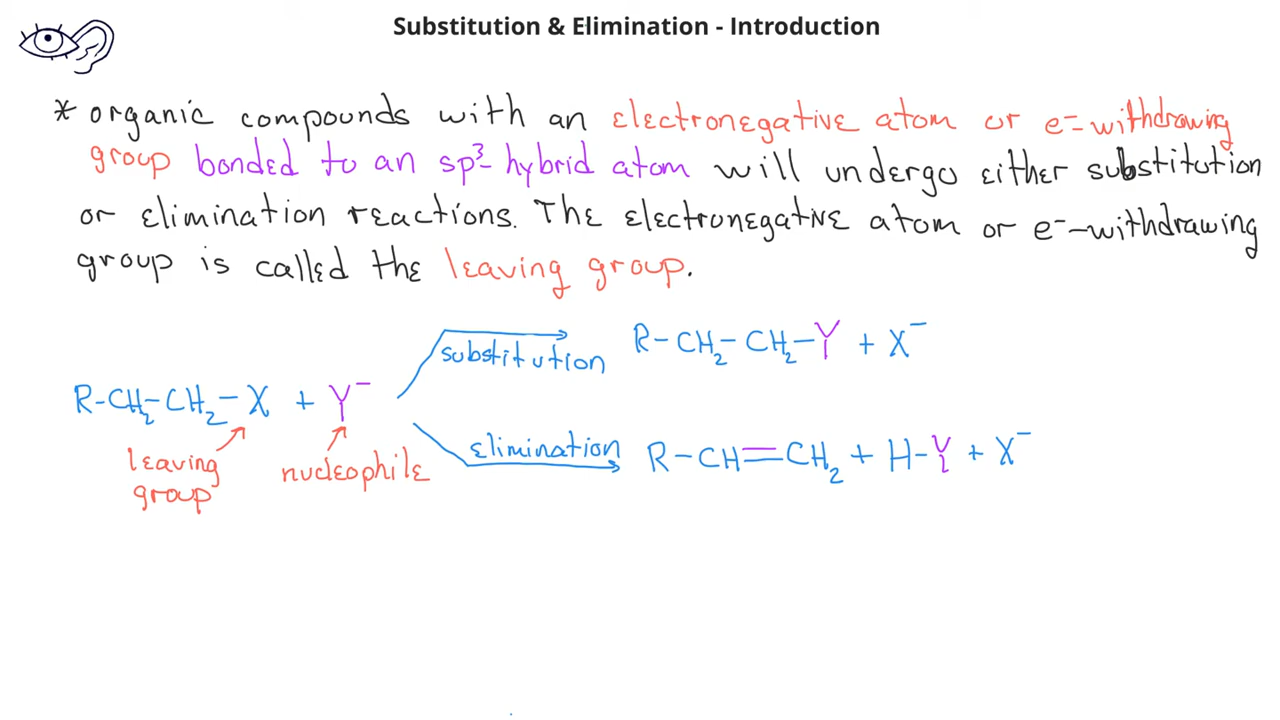 Substitution & Elimination - Introduction
* organic compounds with an electronegative atom or e⁻-withdrawing
group bonded to an sp³-hybrid atom will undergo either substitution
or elimination reactions. The electronegative atom or e⁻-withdrawing
group is called the leaving group.
substitution
R-CH₂-CH₂-Y + X⁻
R-CH₂-CH₂-X + Y⁻
leaving group
nucleophile
elimination
R-CH=CH₂ + H-Y + X⁻